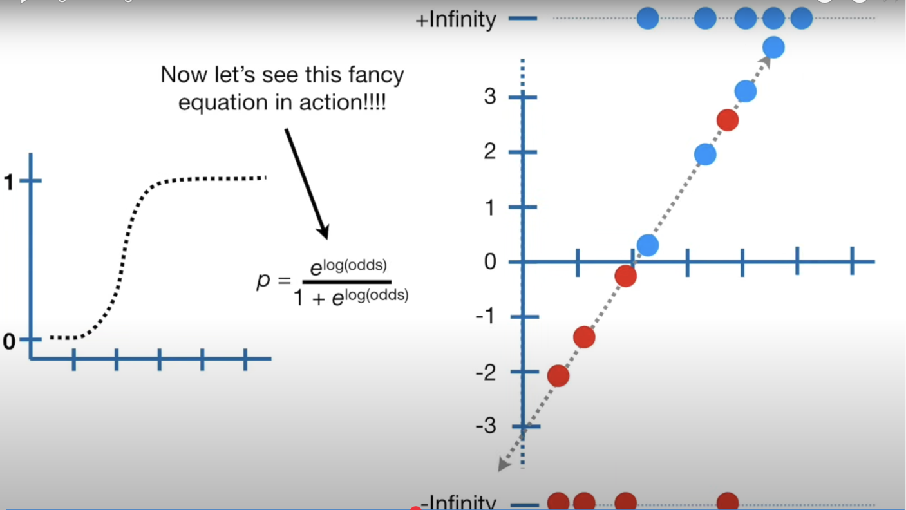 +Infinity
Now let's see this fancy
equation in action!!!!
3
2
1
1
0
p = e^log(odds) / 1 + e^log(odds)
-1
0
-2
-3
-Infinity